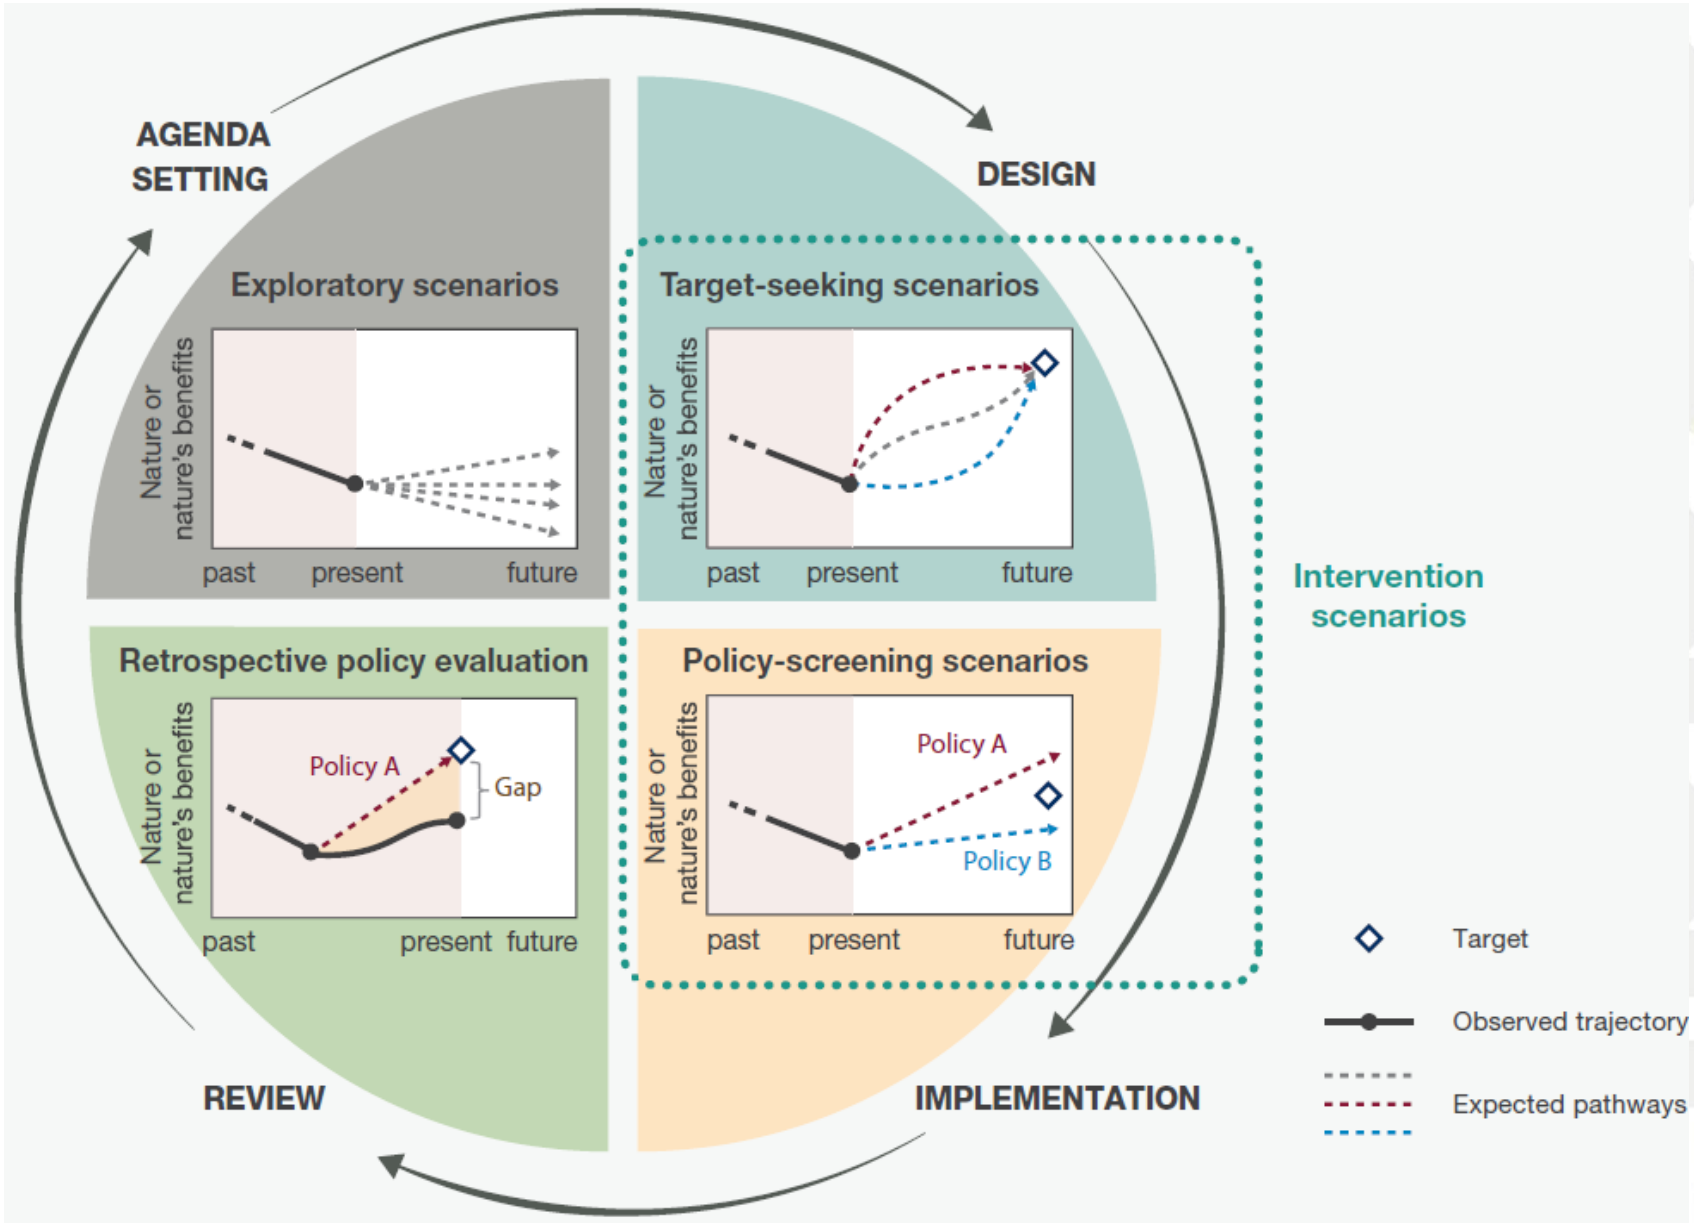 AGENDA
SETTING
DESIGN
Exploratory scenarios
Nature or
nature's benefits
past present future
Target-seeking scenarios
Nature or
nature's benefits
past present future
Intervention
scenarios
Retrospective policy evaluation
Nature or
nature's benefits
Policy A
Gap
past present future
Policy-screening scenarios
Nature or
nature's benefits
Policy A
Policy B
past present future
REVIEW
IMPLEMENTATION
Target
Observed trajectory
Expected pathways